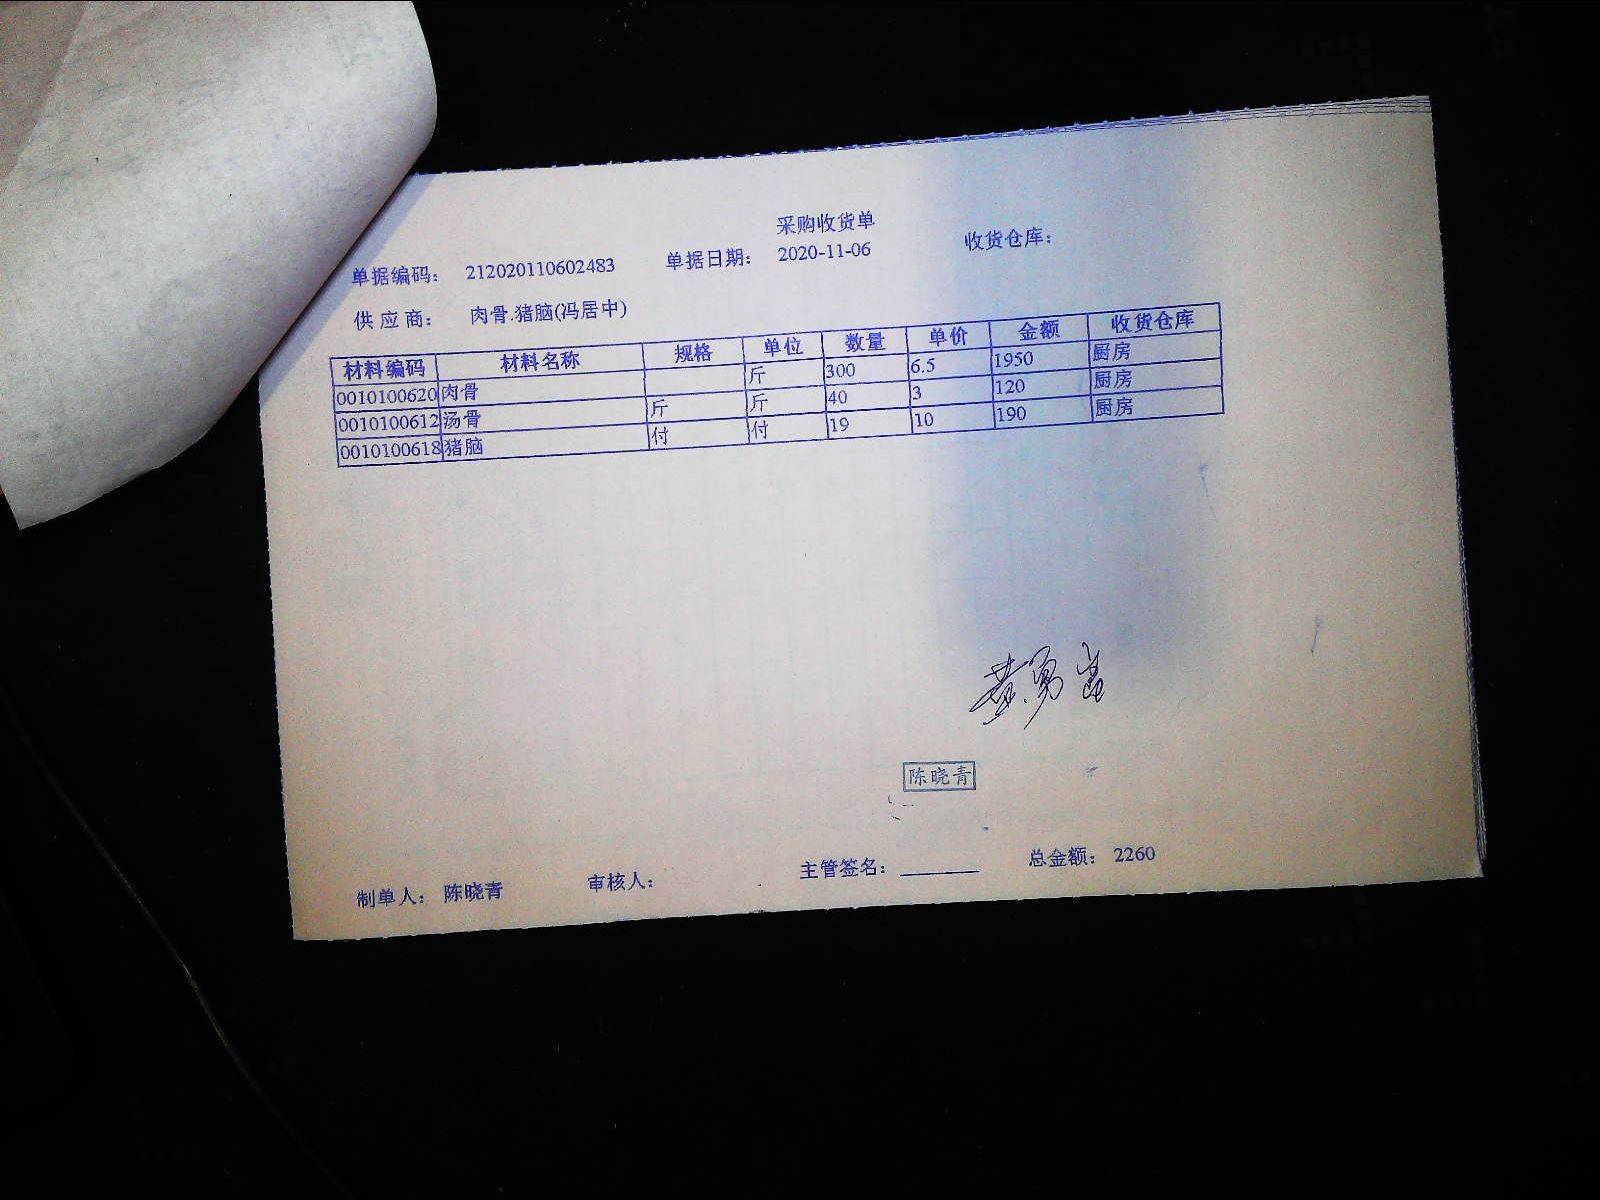 采购收货单
单据编码: 212020110602483 单据日期: 2020-11-06 收货仓库:
供应商: 肉骨.猪脑(冯居中)
材料编码 材料名称 规格 单位 数量 单价 金额 收货仓库
0010100620 肉骨 斤 300 6.5 1950 厨房
0010100612 汤骨 斤 斤 40 3 120 厨房
0010100618 猪脑 付 付 19 10 190 厨房
陈晓青
制单人: 陈晓青 审核人: 主管签名: 总金额: 2260